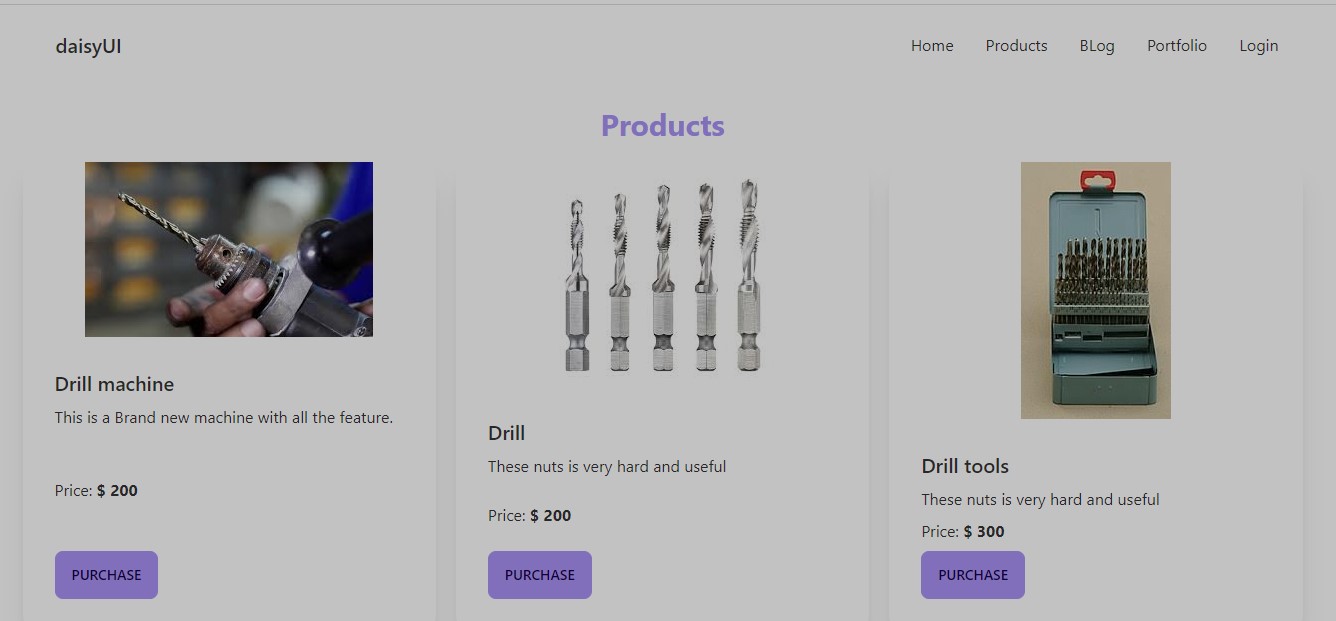 daisyUI
Home Products BLog Portfolio Login
Products
Drill machine
This is a Brand new machine with all the feature.
Price: $ 200
PURCHASE
Drill
These nuts is very hard and useful
Price: $ 200
PURCHASE
Drill tools
These nuts is very hard and useful
Price: $ 300
PURCHASE